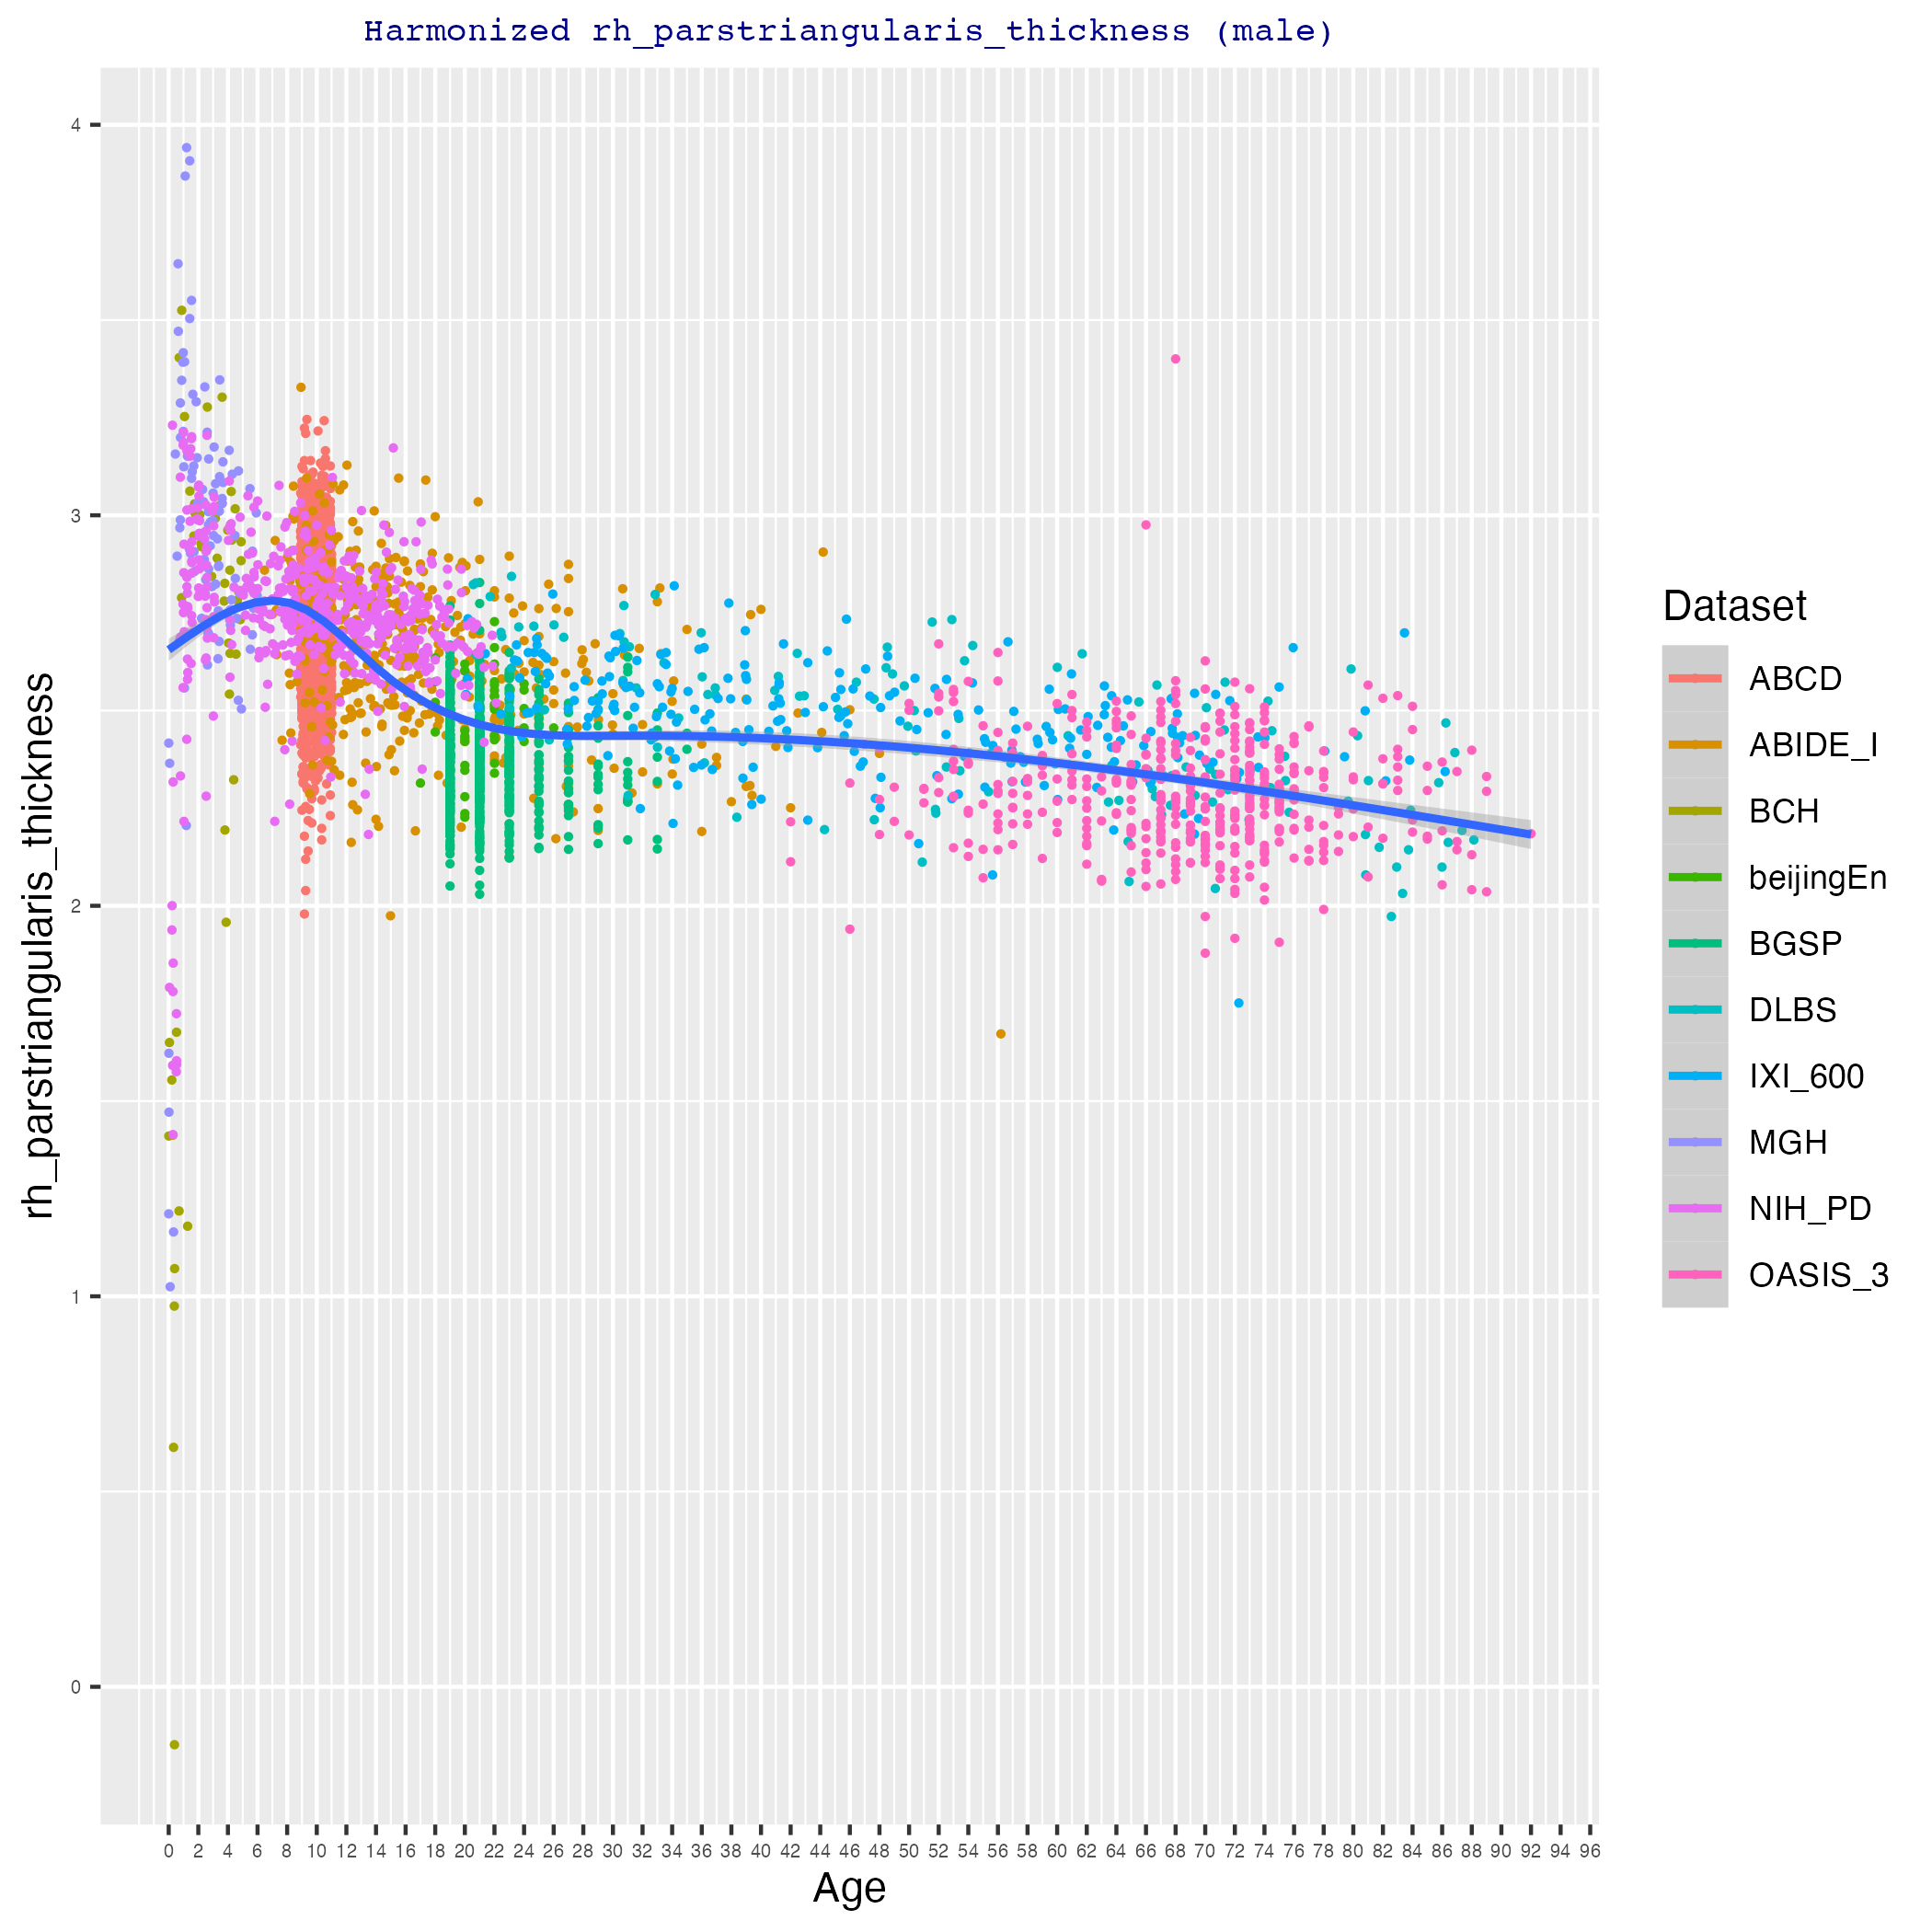 Harmonized rh_parstriangularis_thickness (male)
rh_parstriangularis_thickness
4
3
2
1
0
0 2 4 6 8 10 12 14 16 18 20 22 24 26 28 30 32 34 36 38 40 42 44 46 48 50 52 54 56 58 60 62 64 66 68 70 72 74 76 78 80 82 84 86 88 90 92 94 96
Age
Dataset
ABCD
ABIDE_I
BCH
beijingEn
BGSP
DLBS
IXI_600
MGH
NIH_PD
OASIS_3